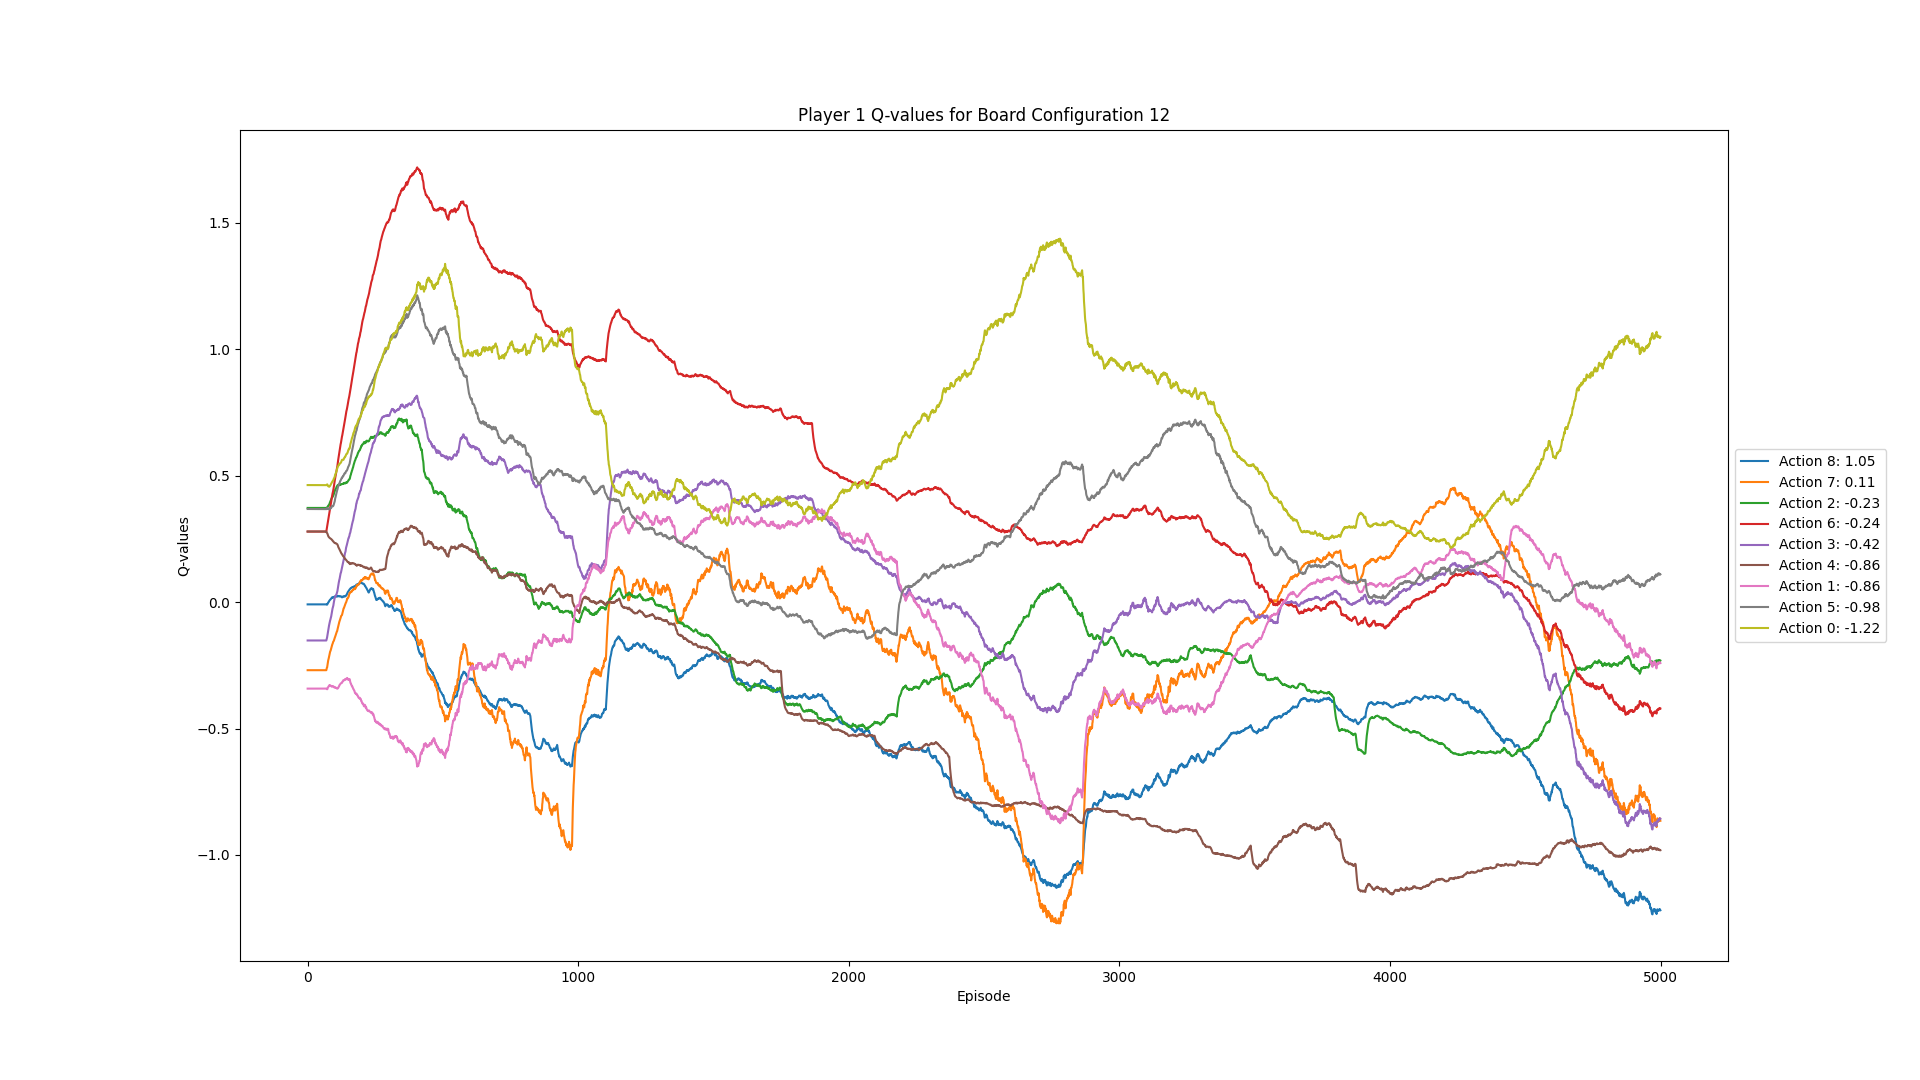 Player 1 Q-values for Board Configuration 12
1.5
1.0
0.5
0.0
−0.5
−1.0
Q-values
0
1000
2000
3000
4000
5000
Episode
Action 8: 1.05
Action 7: 0.11
Action 2: -0.23
Action 6: -0.24
Action 3: -0.42
Action 4: -0.86
Action 1: -0.86
Action 5: -0.98
Action 0: -1.22